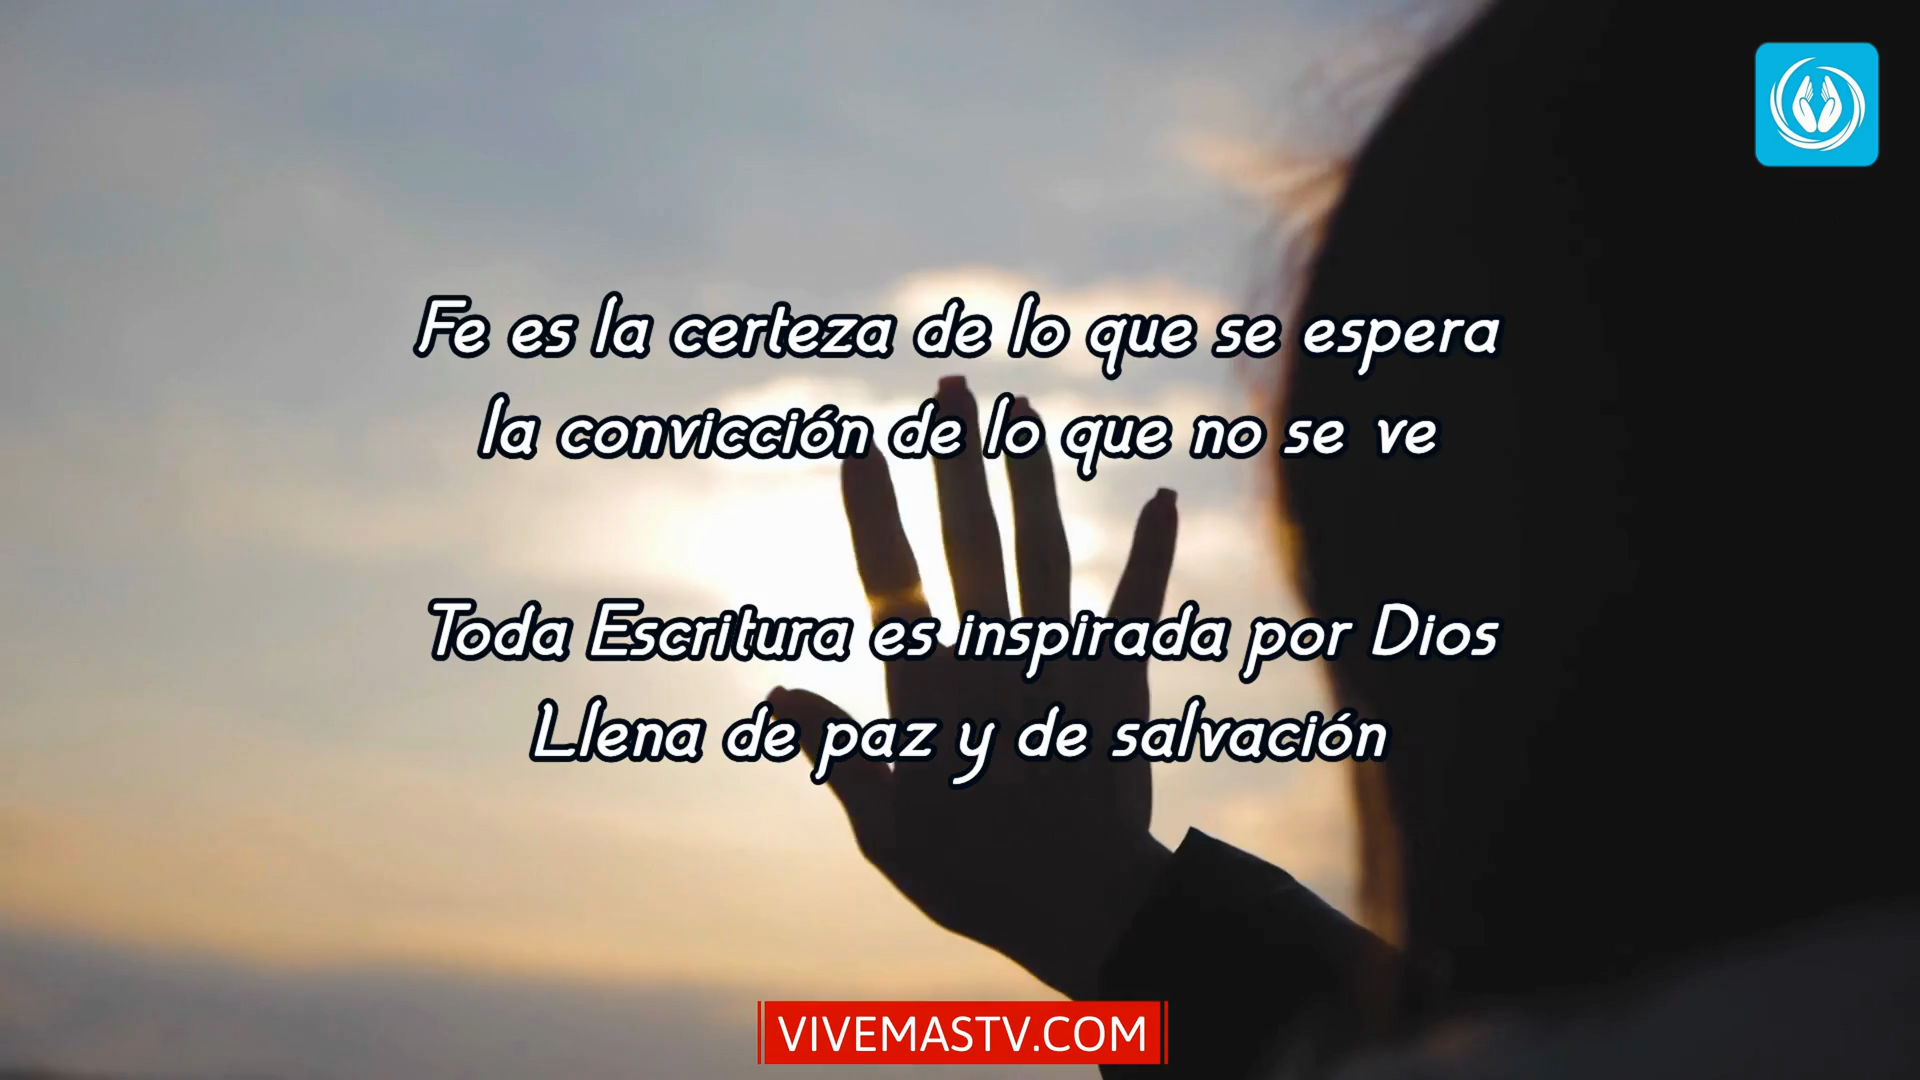 Fe es la certeza de lo que se espera
la convicción de lo que no se ve
Toda Escritura es inspirada por Dios
Llena de paz y de salvación
VIVEMASTV.COM